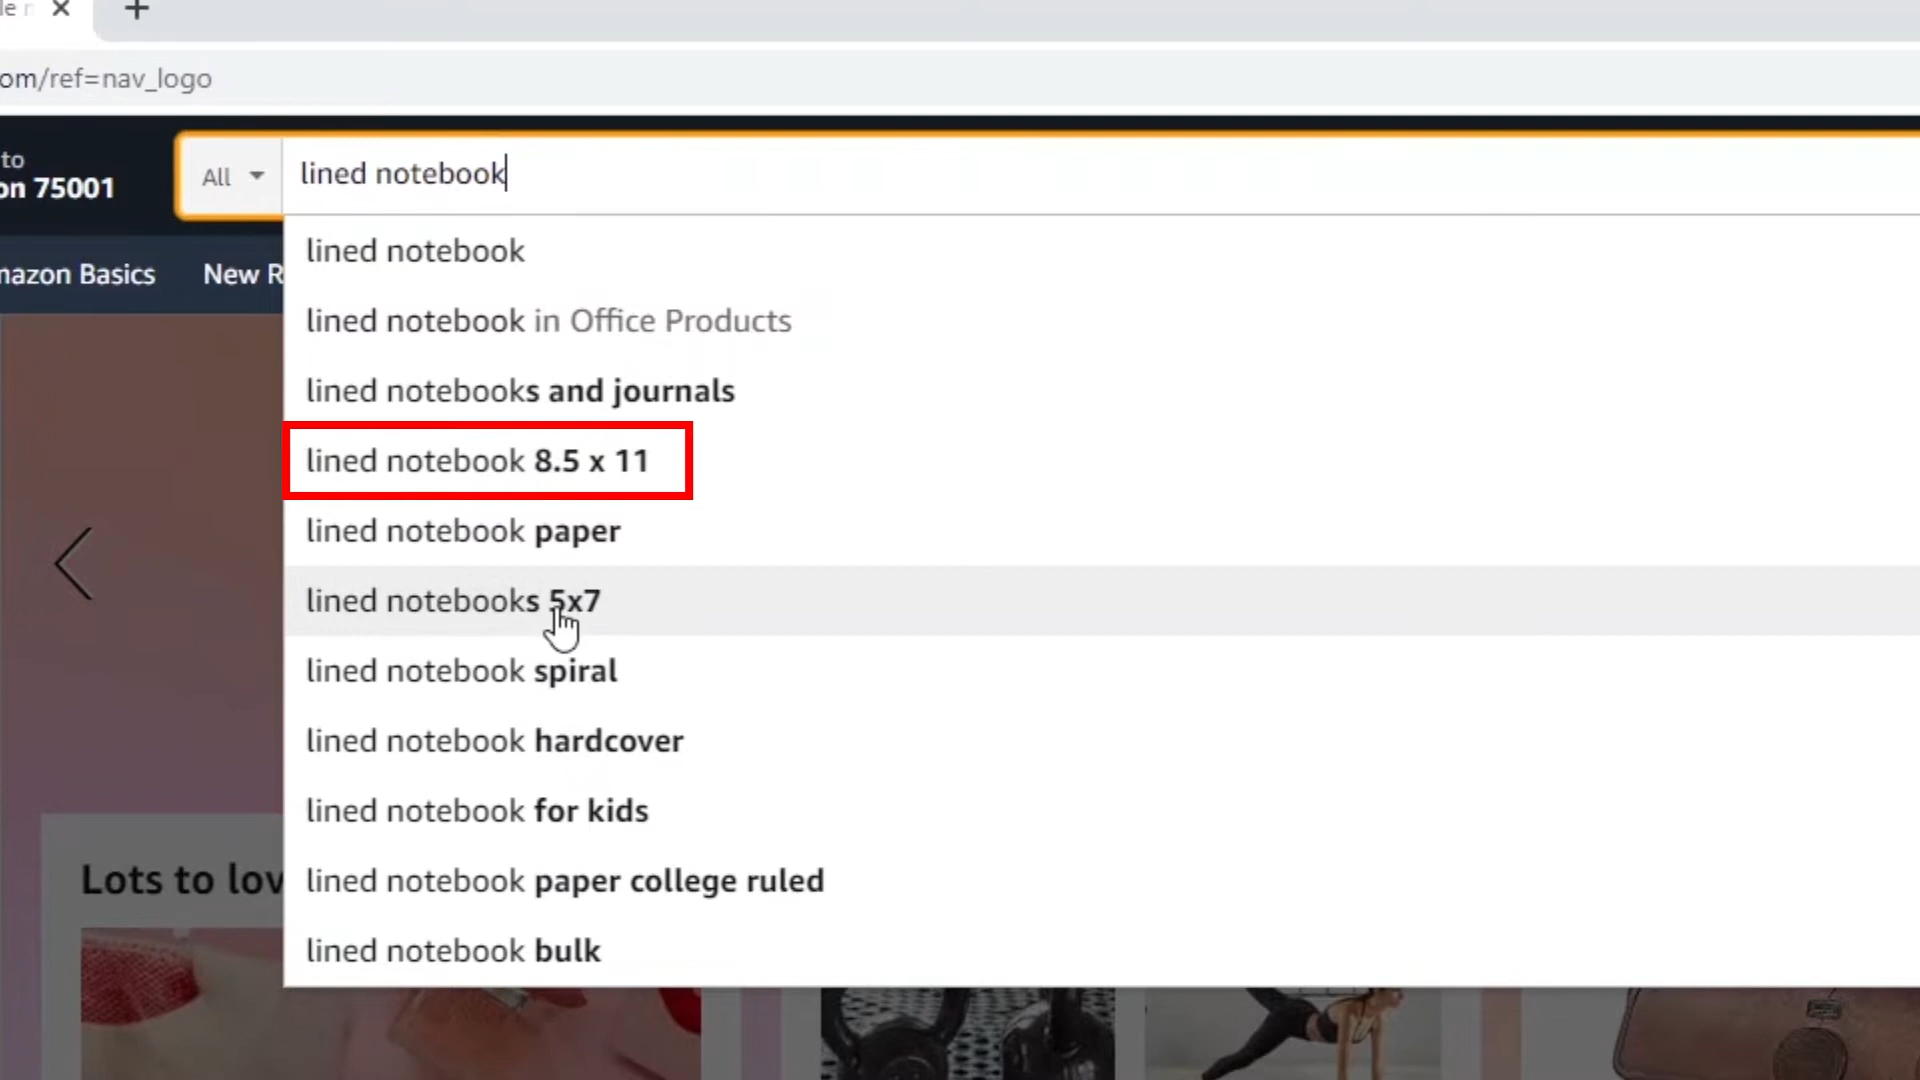 om/ref=nav_logo
to
on 75001
All
lined notebook
mazon Basics
New R
lined notebook
lined notebook in Office Products
lined notebooks and journals
lined notebook 8.5 x 11
lined notebook paper
lined notebooks 5x7
lined notebook spiral
lined notebook hardcover
lined notebook for kids
lined notebook paper college ruled
lined notebook bulk
Lots to lov